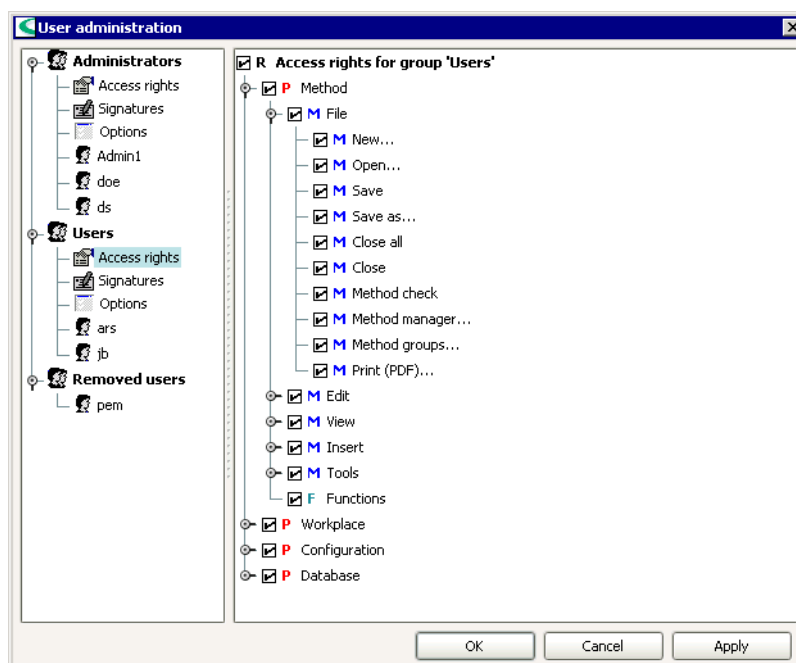 User administration
Administrators
Access rights
Signatures
Options
Admin1
doe
ds
Users
Access rights
Signatures
Options
ars
jb
Removed users
pem
R Access rights for group 'Users'
P Method
M File
M New...
M Open...
M Save
M Save as...
M Close all
M Close
M Method check
M Method manager...
M Method groups...
M Print (PDF)...
M Edit
M View
M Insert
M Tools
F Functions
P Workplace
P Configuration
P Database
OK Cancel Apply